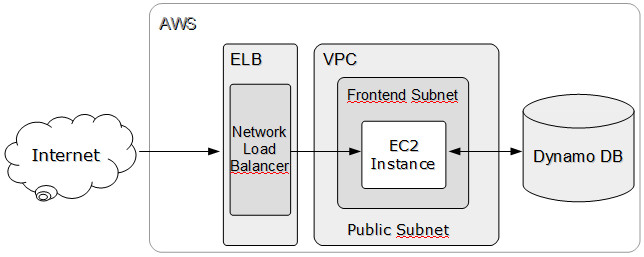 AWS
ELB
VPC
Frontend Subnet
Network
Load
Balancer
EC2
Instance
Internet
Dynamo DB
Public Subnet